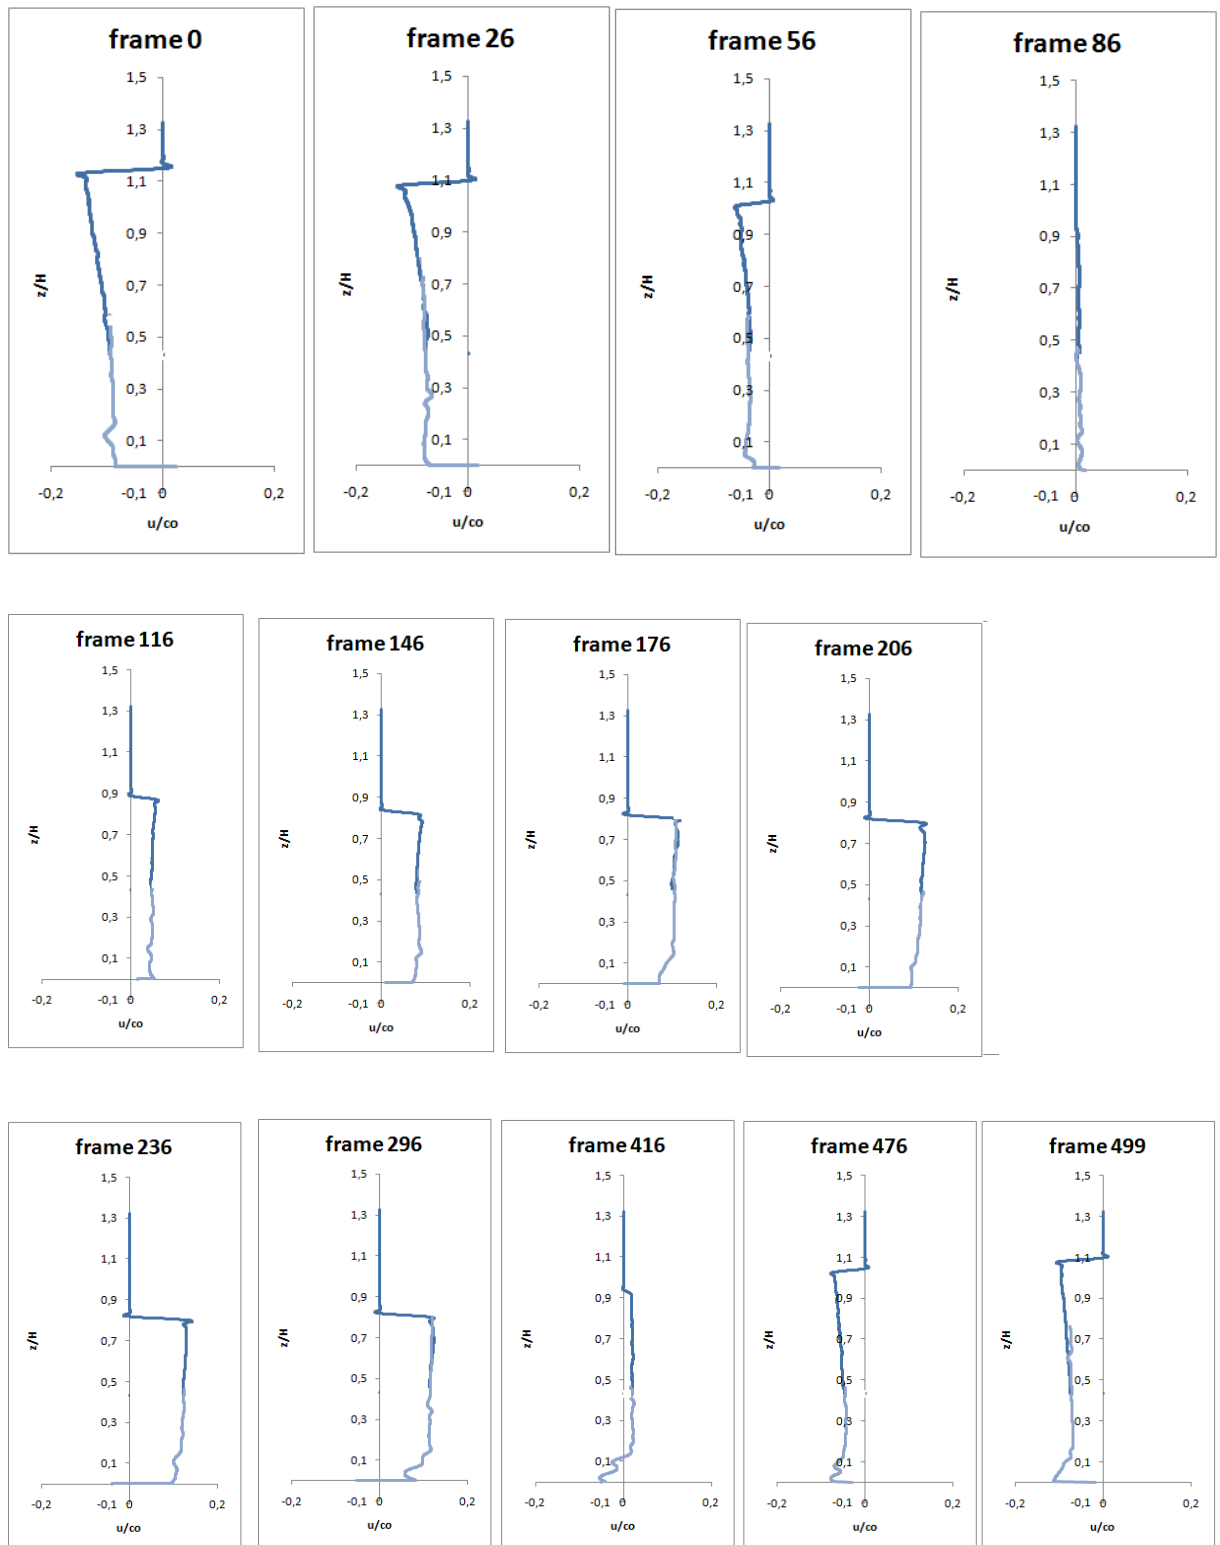 frame 0
1,5
1,3
1,1
0,9
0,7
0,5
0,3
0,1
z/H
-0,2 -0,1 0 0,2
u/co
frame 26
1,5
1,3
1,1
0,9
0,7
0,5
0,3
0,1
z/H
-0,2 -0,1 0 0,2
u/co
frame 56
1,5
1,3
1,1
0,9
0,7
0,5
0,3
0,1
z/H
-0,2 -0,1 0 0,2
u/co
frame 86
1,5
1,3
1,1
0,9
0,7
0,5
0,3
0,1
z/H
-0,2 -0,1 0 0,2
u/co
frame 116
1,5
1,3
1,1
0,9
0,7
0,5
0,3
0,1
z/H
-0,2 -0,1 0 0,2
u/co
frame 146
1,5
1,3
1,1
0,9
0,7
0,5
0,3
0,1
z/H
-0,2 -0,1 0 0,2
u/co
frame 176
1,5
1,3
1,1
0,9
0,7
0,5
0,3
0,1
z/H
-0,2 -0,1 0 0,2
u/co
frame 206
1,5
1,3
1,1
0,9
0,7
0,5
0,3
0,1
z/H
-0,2 -0,1 0 0,2
u/co
frame 236
1,5
1,3
1,1
0,9
0,7
0,5
0,3
0,1
z/H
-0,2 -0,1 0 0,2
u/co
frame 296
1,5
1,3
1,1
0,9
0,7
0,5
0,3
0,1
z/H
-0,2 -0,1 0 0,2
u/co
frame 416
1,5
1,3
1,1
0,9
0,7
0,5
0,3
0,1
z/H
-0,2 -0,1 0 0,2
u/co
frame 476
1,5
1,3
1,1
0,9
0,7
0,5
0,3
0,1
z/H
-0,2 -0,1 0 0,2
u/co
frame 499
1,5
1,3
1,1
0,9
0,7
0,5
0,3
0,1
z/H
-0,2 -0,1 0 0,2
u/co